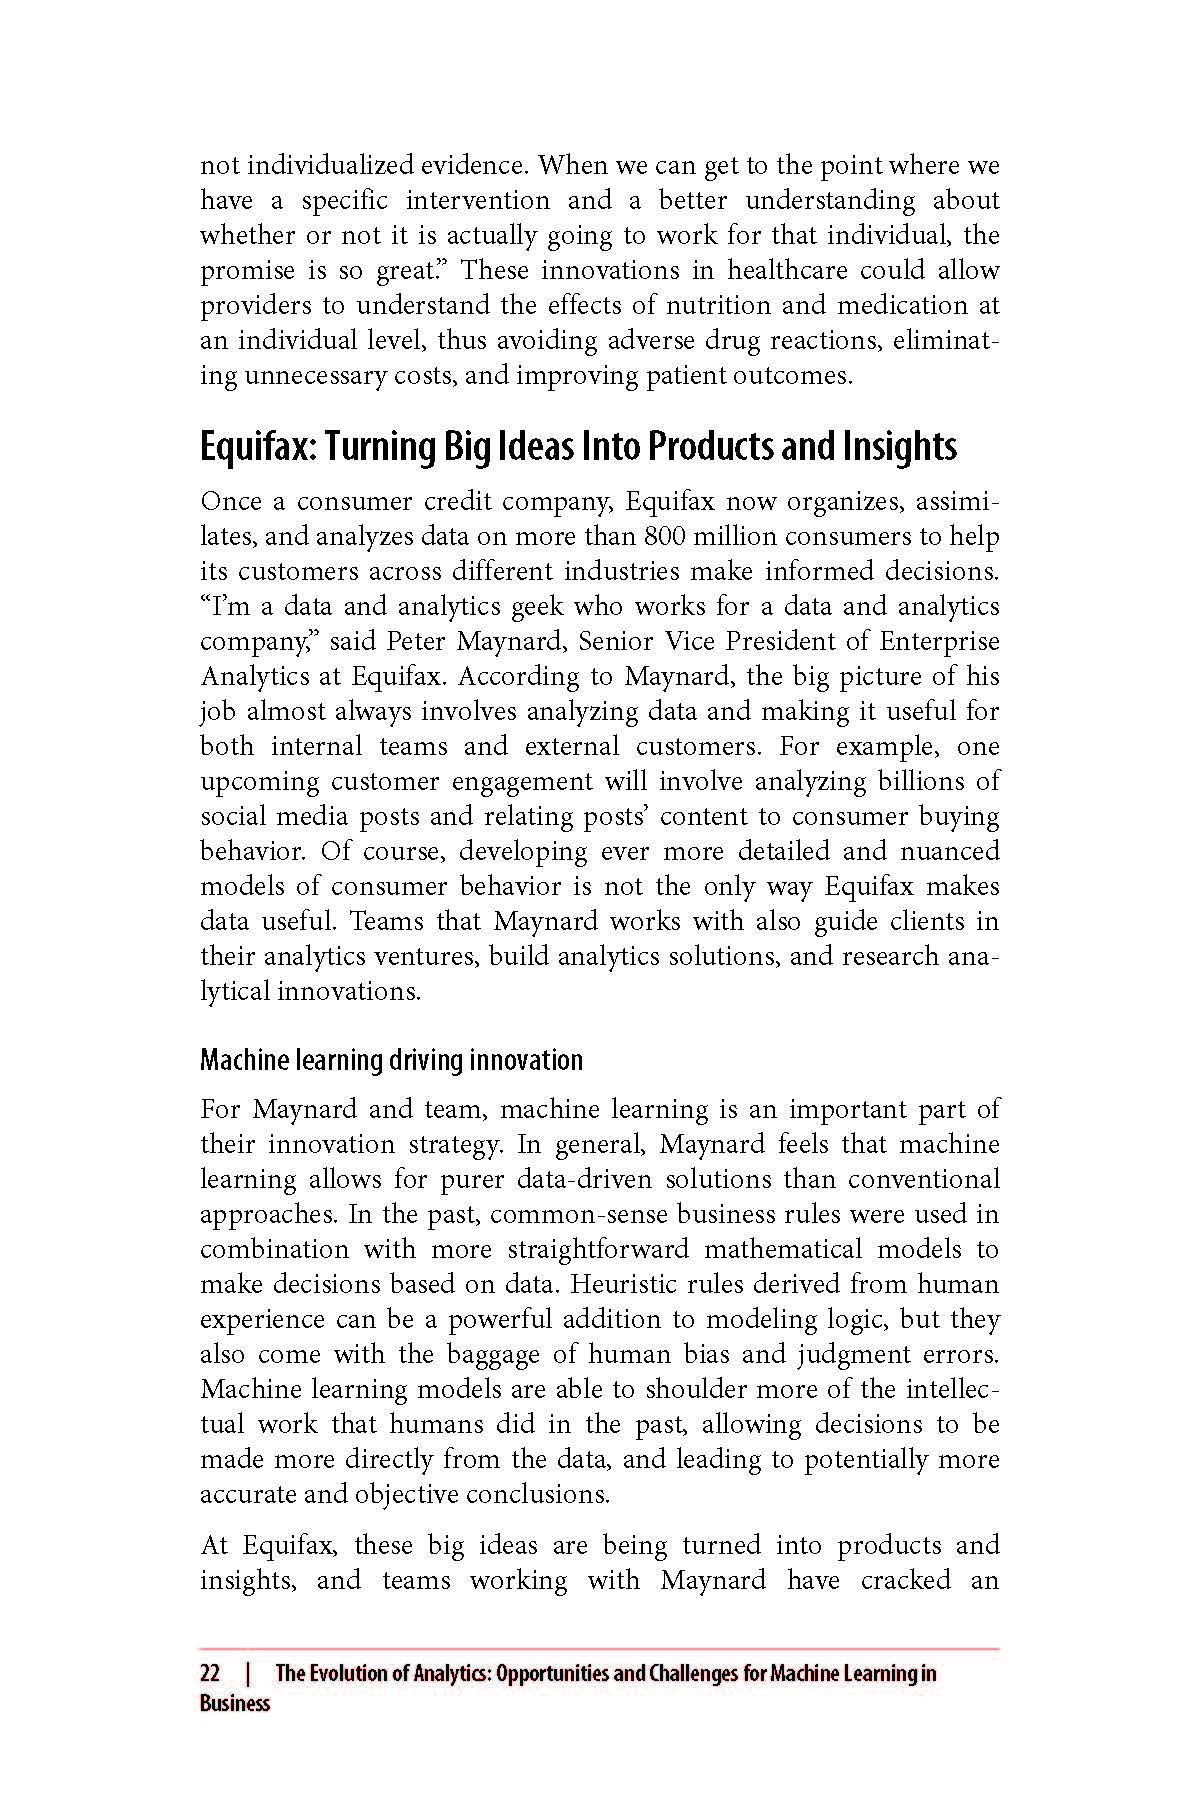 not individualized evidence. When we can get to the point where we
have a specific intervention and a better understanding about
whether or not it is actually going to work for that individual, the
promise is so great.” These innovations in healthcare could allow
providers to understand the effects of nutrition and medication at
an individual level, thus avoiding adverse drug reactions, eliminat-
ing unnecessary costs, and improving patient outcomes.
Equifax: Turning Big Ideas Into Products and Insights
Once a consumer credit company, Equifax now organizes, assimi-
lates, and analyzes data on more than 800 million consumers to help
its customers across different industries make informed decisions.
“I’m a data and analytics geek who works for a data and analytics
company,” said Peter Maynard, Senior Vice President of Enterprise
Analytics at Equifax. According to Maynard, the big picture of his
job almost always involves analyzing data and making it useful for
both internal teams and external customers. For example, one
upcoming customer engagement will involve analyzing billions of
social media posts and relating posts’ content to consumer buying
behavior. Of course, developing ever more detailed and nuanced
models of consumer behavior is not the only way Equifax makes
data useful. Teams that Maynard works with also guide clients in
their analytics ventures, build analytics solutions, and research ana-
lytical innovations.
Machine learning driving innovation
For Maynard and team, machine learning is an important part of
their innovation strategy. In general, Maynard feels that machine
learning allows for purer data-driven solutions than conventional
approaches. In the past, common-sense business rules were used in
combination with more straightforward mathematical models to
make decisions based on data. Heuristic rules derived from human
experience can be a powerful addition to modeling logic, but they
also come with the baggage of human bias and judgment errors.
Machine learning models are able to shoulder more of the intellec-
tual work that humans did in the past, allowing decisions to be
made more directly from the data, and leading to potentially more
accurate and objective conclusions.
At Equifax, these big ideas are being turned into products and
insights, and teams working with Maynard have cracked an
22 | The Evolution of Analytics: Opportunities and Challenges for Machine Learning in
Business